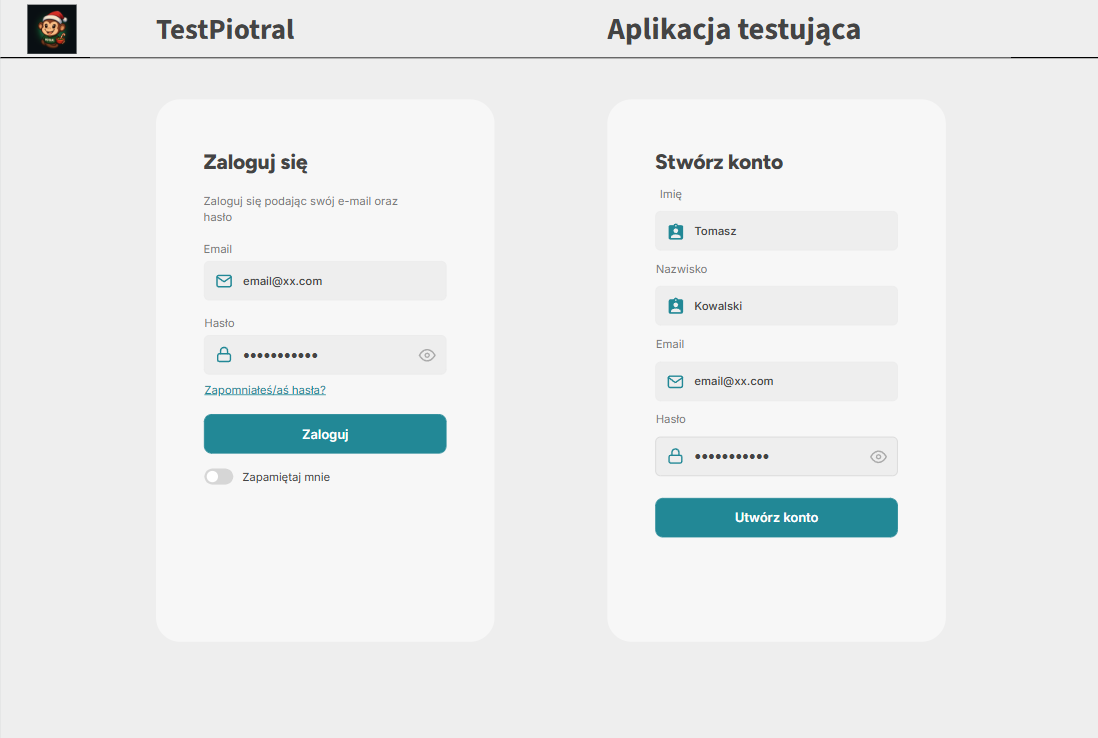 TestPiotral
Aplikacja testująca
Zaloguj się
Zaloguj się podając swój e-mail oraz
hasło
Email
email@xx.com
Hasło
•••••••••••
Zapomniałeś/aś hasła?
Zaloguj
Zapamiętaj mnie
Stwórz konto
Imię
Tomasz
Nazwisko
Kowalski
Email
email@xx.com
Hasło
•••••••••••
Utwórz konto